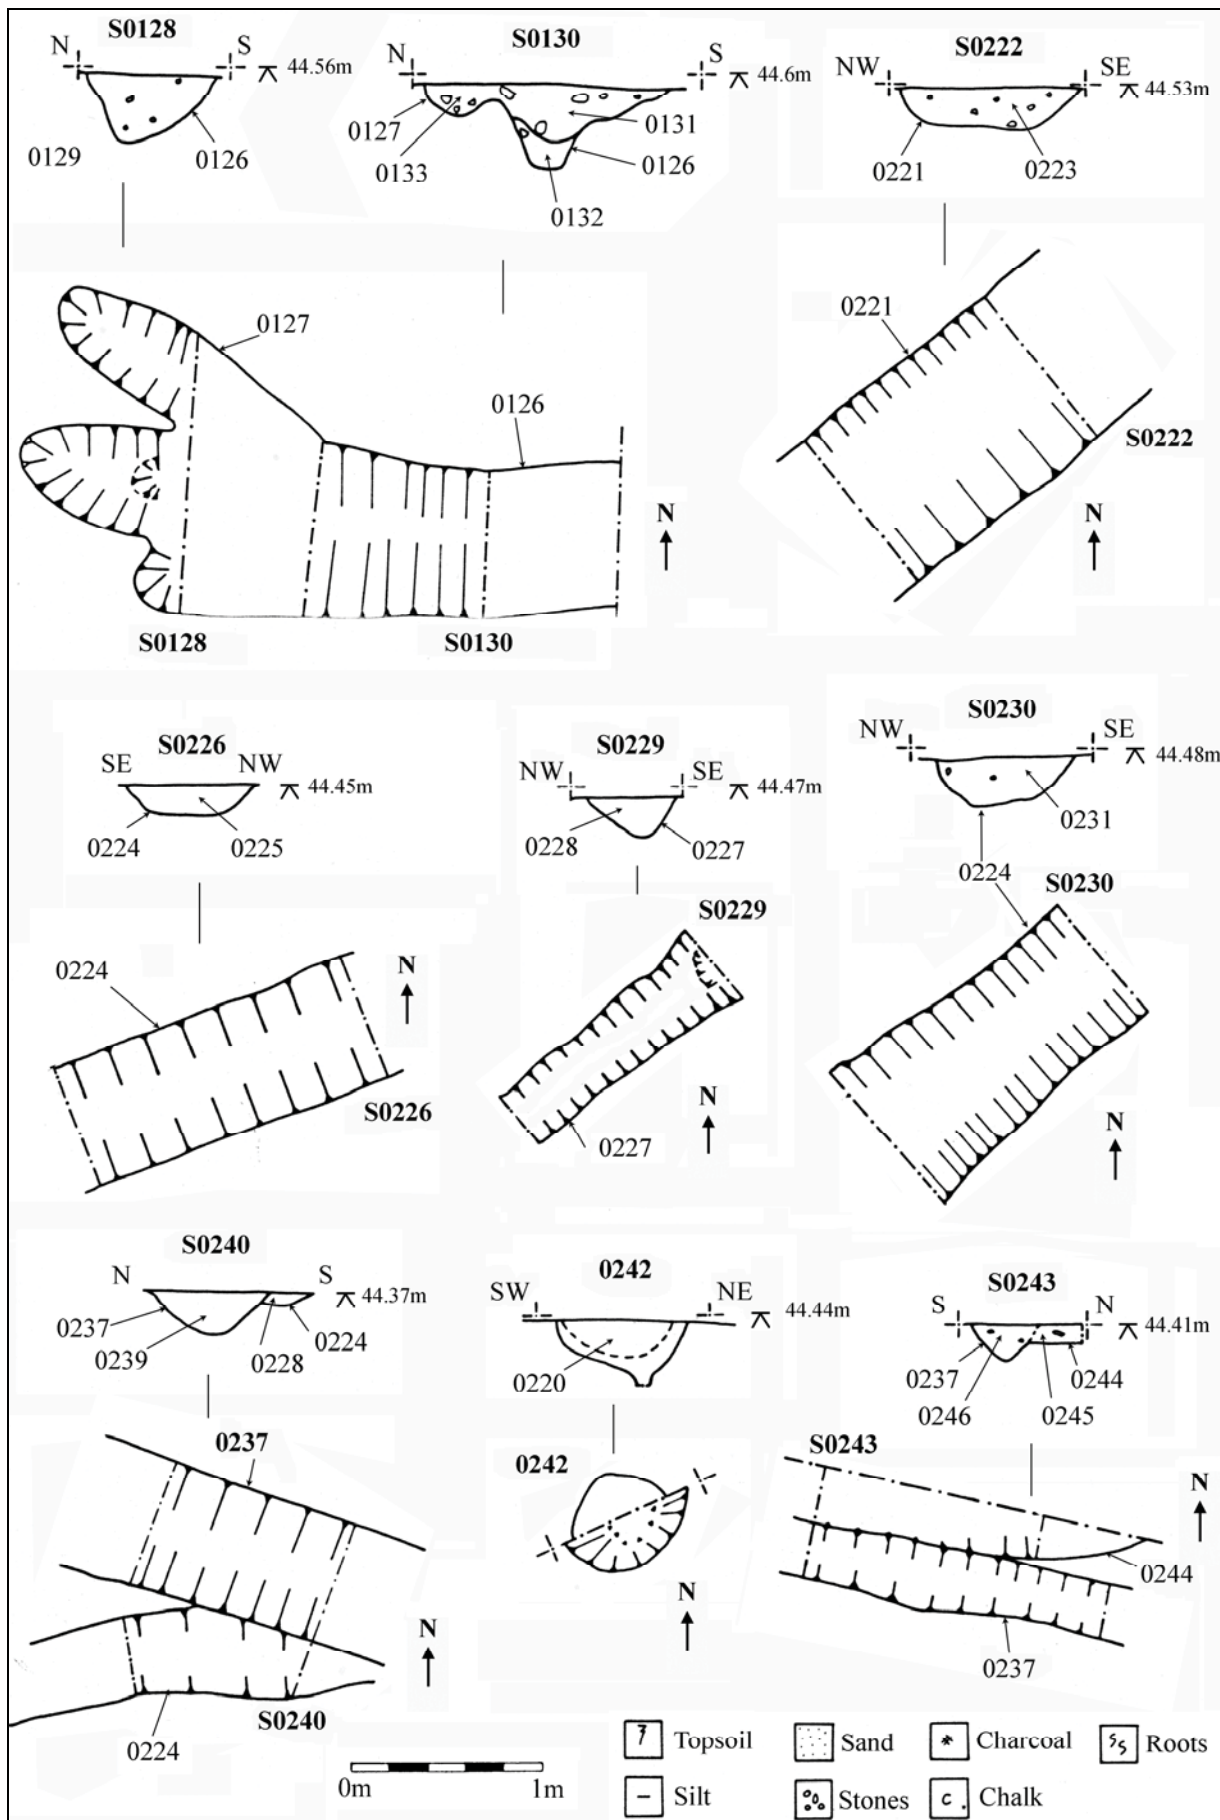 S0128
N S 44.56m
0129 0126
S0130
N S 44.6m
0127 0131
0133 0126
0132
S0222
NW SE 44.53m
0221 0223
0127
0126
N
S0128 S0130
0221
S0222
N
S0226
SE NW 44.45m
0224 0225
0224
N
S0226
S0229
NW SE 44.47m
0228 0227
S0229
N
0227
S0230
NW SE 44.48m
0231
0224
S0230
N
S0240
N S 44.37m
0237 0224
0239 0228
0237
N
S0240
0224
0242
SW NE 44.44m
0220
0242
N
S0243
S N 44.41m
0237 0244
0246 0245
S0243
N
0244
0237
0m 1m
Topsoil Sand Charcoal Roots
Silt Stones Chalk